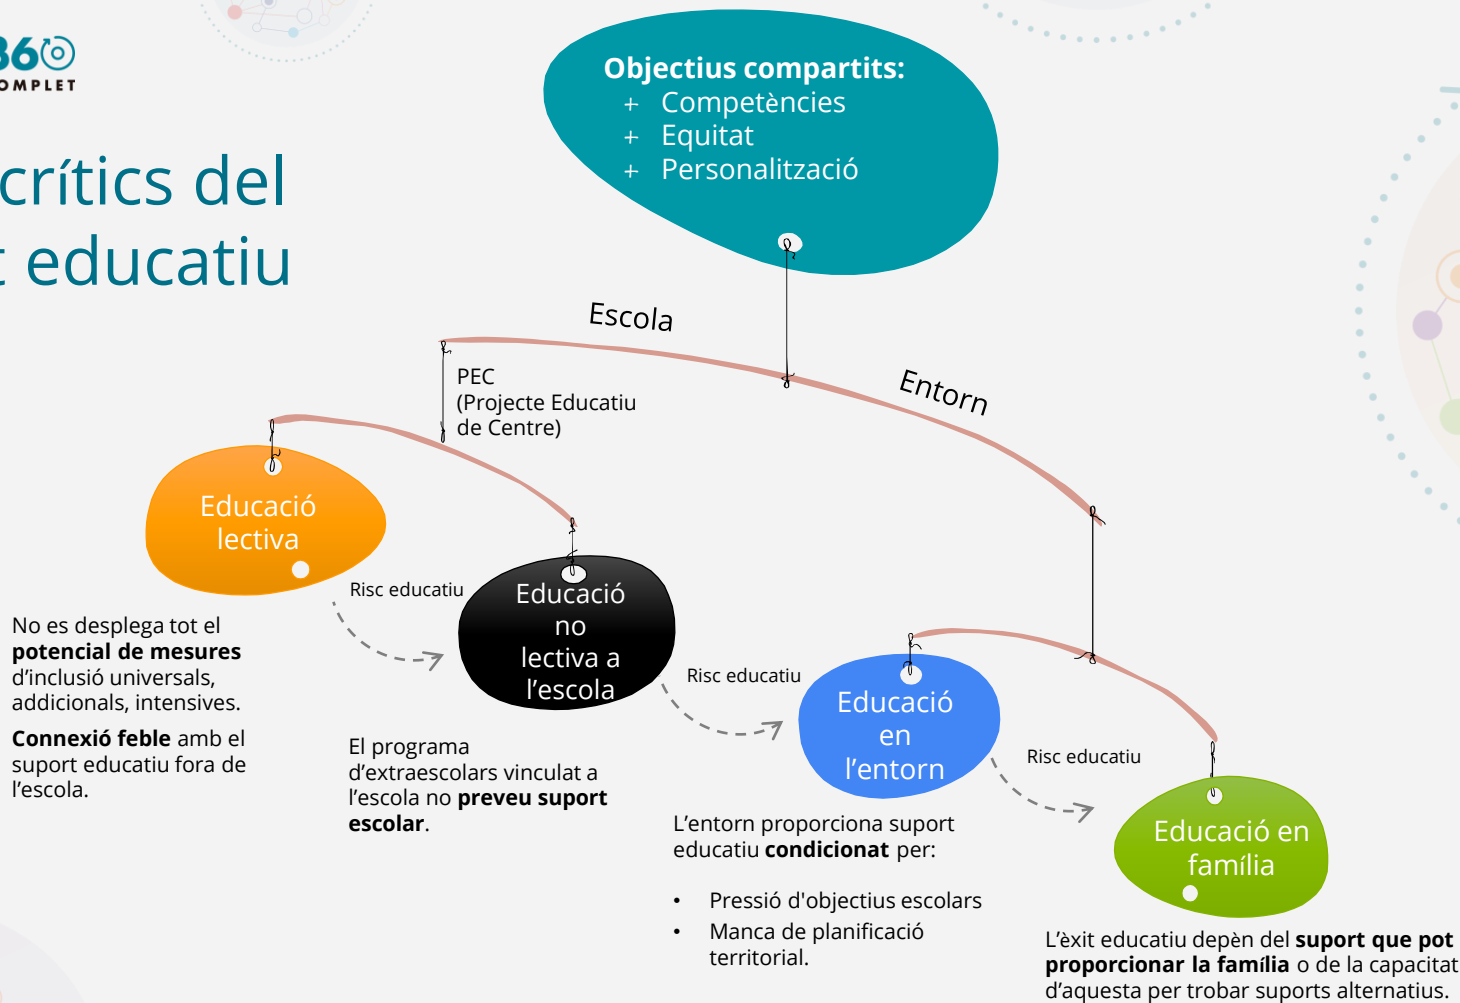 360
COMPLET
crítics del
educatiu
Objectius compartits:
+ Competències
+ Equitat
+ Personalització
Escola
Entorn
PEC
(Projecte Educatiu
de Centre)
Educació
lectiva
Risc educatiu
Educació
no
lectiva a
l’escola
Risc educatiu
Educació
en
l’entorn
Risc educatiu
Educació en
família
No es desplega tot el
potencial de mesures
d’inclusió universals,
addicionals, intensives.
Connexió feble amb el
suport educatiu fora de
l’escola.
El programa
d’extraescolars vinculat a
l’escola no preveu suport
escolar.
L’entorn proporciona suport
educatiu condicionat per:
• Pressió d'objectius escolars
• Manca de planificació
territorial.
L’èxit educatiu depèn del suport que pot
proporcionar la família o de la capacitat
d’aquesta per trobar suports alternatius.